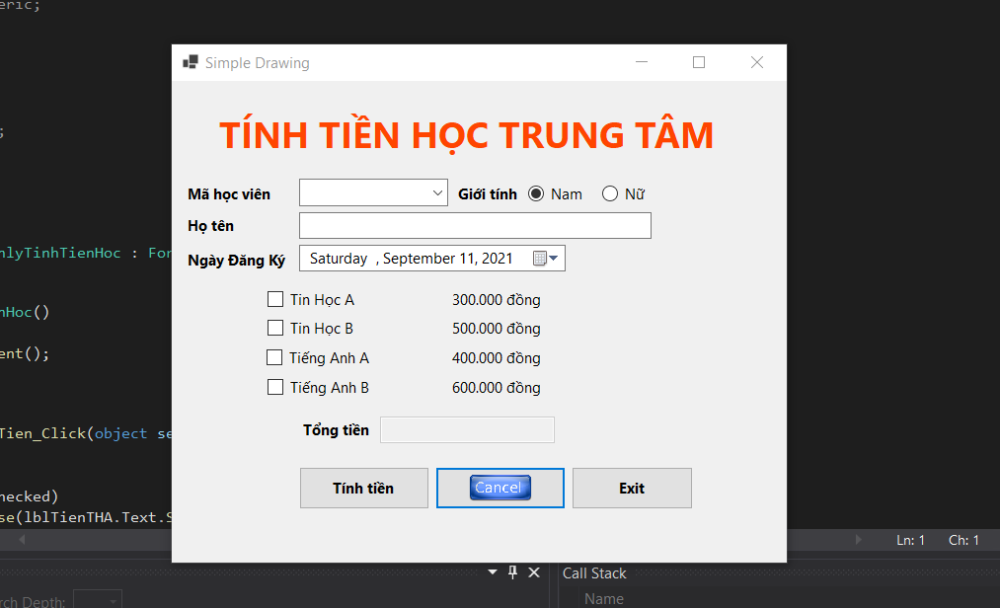 eric;
Simple Drawing
;
TÍNH TIỀN HỌC TRUNG TÂM
Mã học viên Giới tính Nam Nữ
Họ tên
nlyTinhTienHoc : For
Ngày Đăng Ký Saturday , September 11, 2021
Tin Học A 300.000 đồng
nHoc()
Tin Học B 500.000 đồng
ent();
Tiếng Anh A 400.000 đồng
Tiếng Anh B 600.000 đồng
Tien_Click(object se
Tổng tiền
Tính tiền Cancel Exit
hecked)
se(lblTienTHA.Text.S
Ln: 1 Ch: 1
Call Stack
rch Depth:
Name